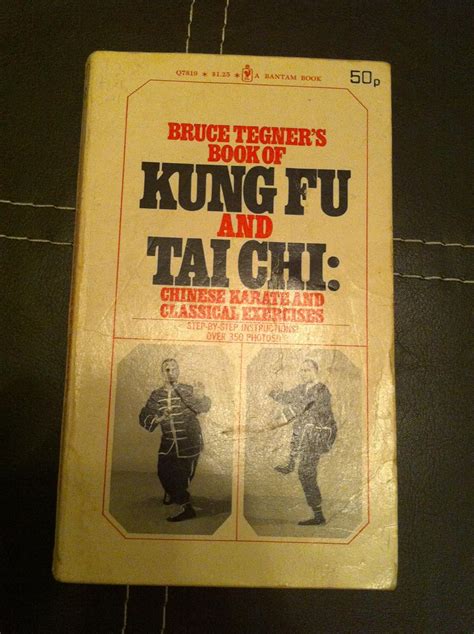 Q7819 * $1.25 * A BANTAM BOOK
50p
BRUCE TEGNER'S
BOOK OF
KUNG FU
AND
TAI CHI:
CHINESE KARATE AND
CLASSICAL EXERCISES
STEP-BY-STEP INSTRUCTIONS!
OVER 350 PHOTOS!